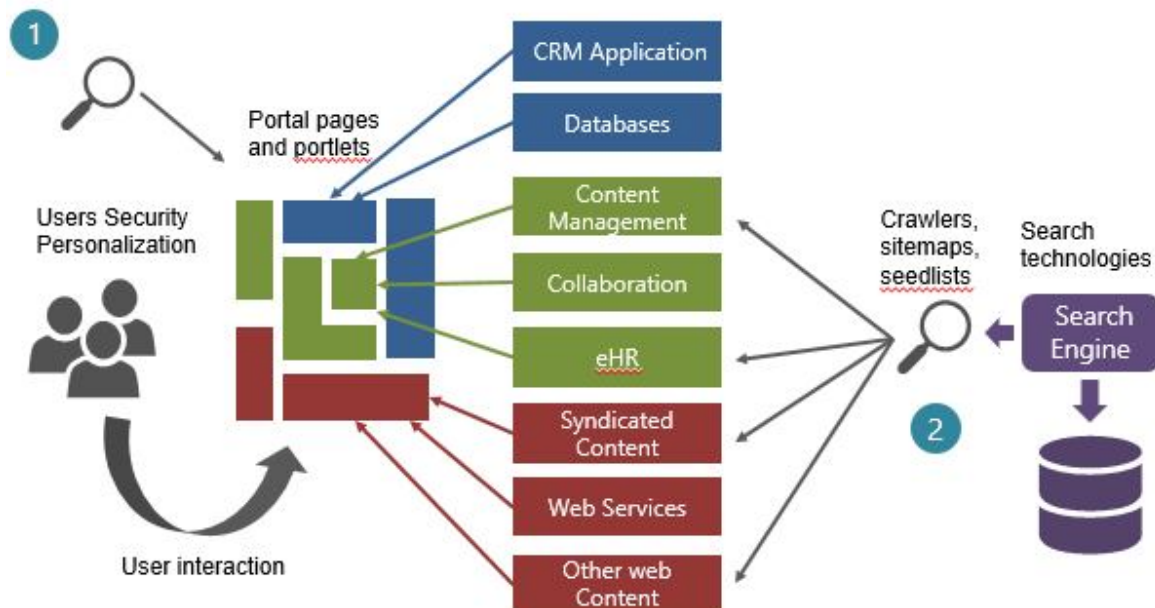 1
Portal pages
and portlets
Users Security
Personalization
User interaction
CRM Application
Databases
Content
Management
Collaboration
eHR
Syndicated
Content
Web Services
Other web
Content
Crawlers,
sitemaps,
seedlists
Search
technologies
Search
Engine
2